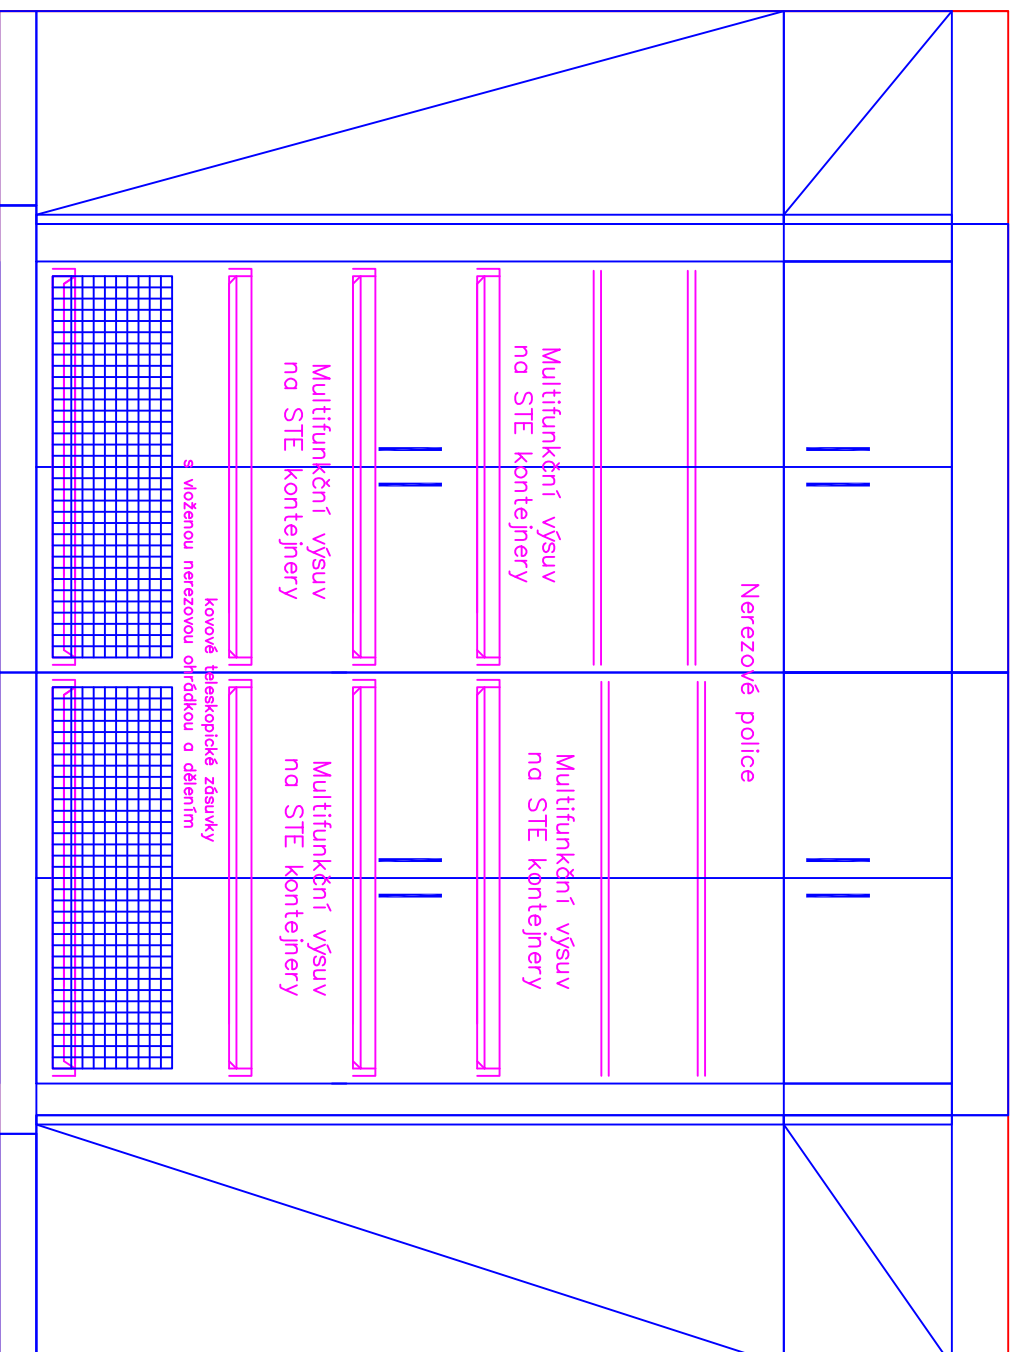 Nerezové police
Multifunkční výsuv
na STE kontejnery
Multifunkční výsuv
na STE kontejnery
Multifunkční výsuv
na STE kontejnery
Multifunkční výsuv
na STE kontejnery
kovové teleskopické zásuvky
s vloženou nerezovou ohrádkou a dělením